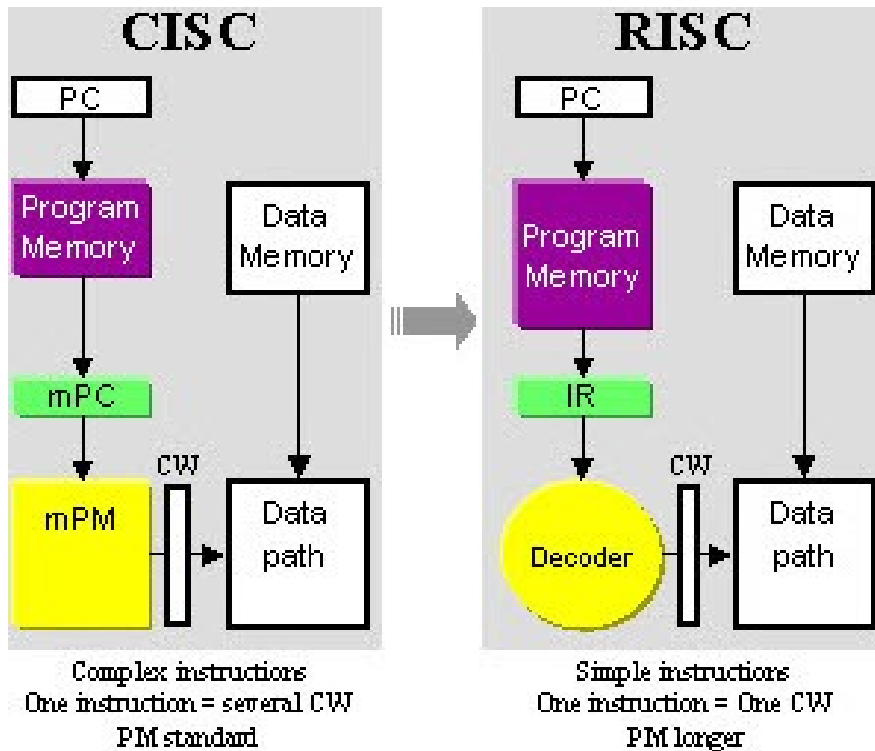 CISC
PC
Program
Memory
Data
Memory
mPC
mPM
CW
Data
path
Complex instructions
One instruction = several CW
PM standard
RISC
PC
Program
Memory
Data
Memory
IR
Decoder
CW
Data
path
Simple instructions
One instruction = One CW
PM longer